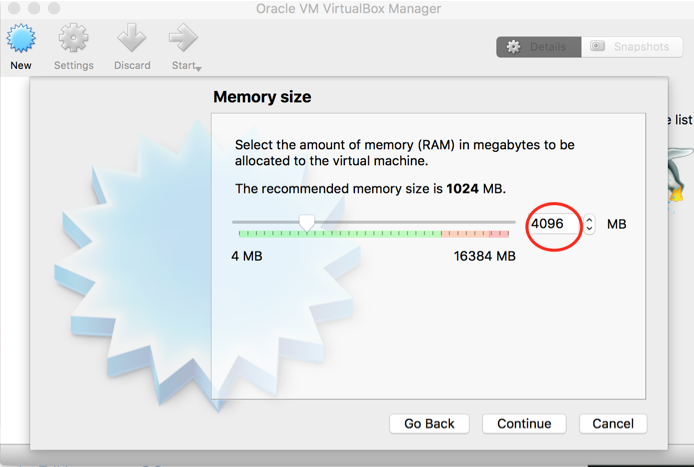 Oracle VM VirtualBox Manager
New
Settings
Discard
Start
Details
Snapshots
list
Memory size
Select the amount of memory (RAM) in megabytes to be
allocated to the virtual machine.
The recommended memory size is 1024 MB.
4096
MB
4 MB
16384 MB
Go Back
Continue
Cancel